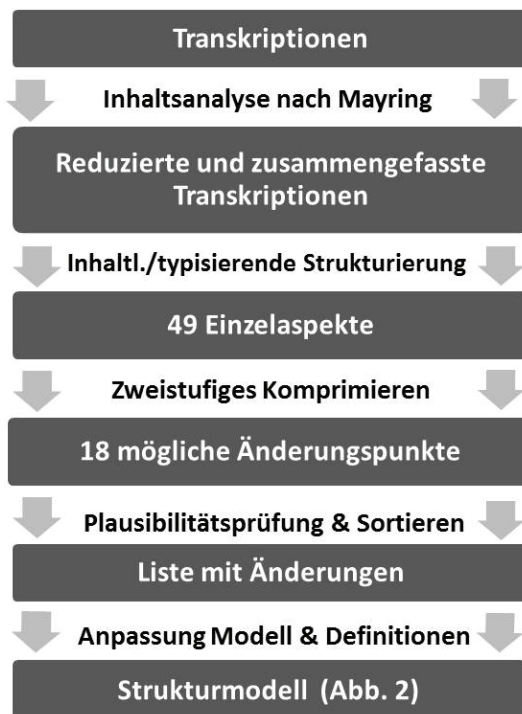 Transkriptionen
Inhaltsanalyse nach Mayring
Reduzierte und zusammengefasste
Transkriptionen
Inhaltl./typisierende Strukturierung
49 Einzelaspekte
Zweistufiges Komprimieren
18 mögliche Änderungspunkte
Plausibilitätsprüfung & Sortieren
Liste mit Änderungen
Anpassung Modell & Definitionen
Strukturmodell (Abb. 2)